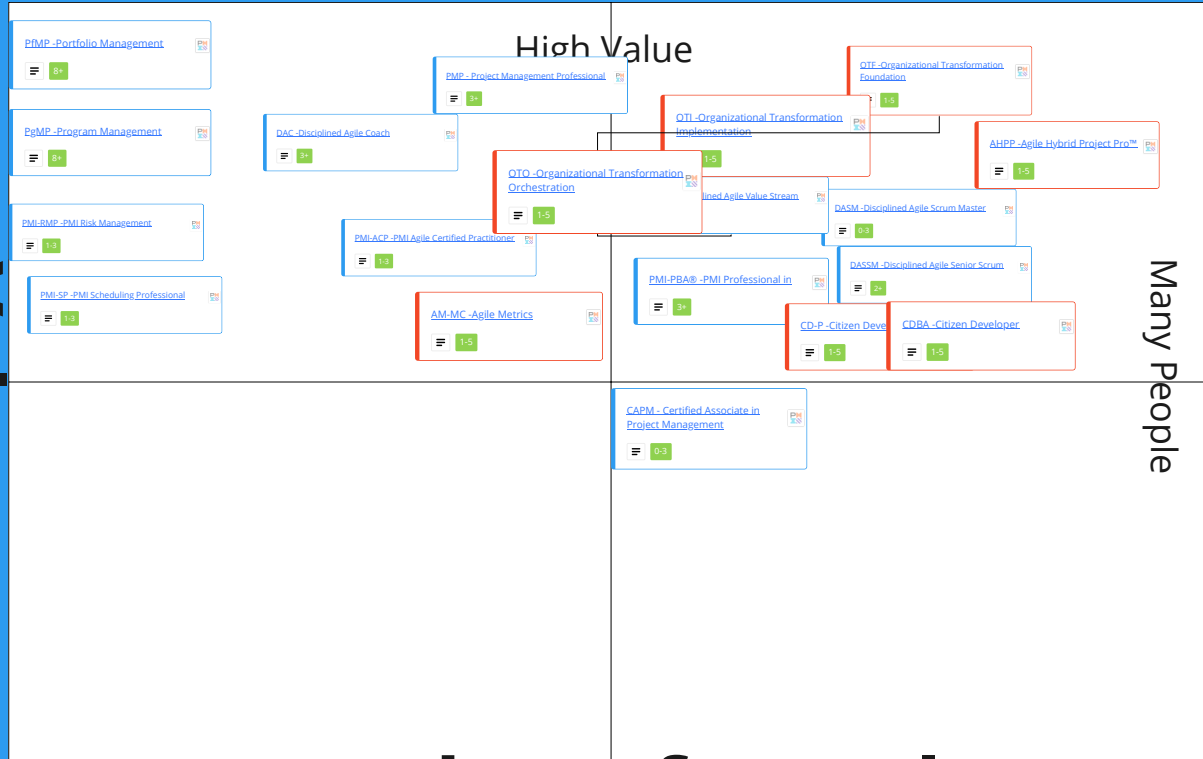 High Value
PfMP -Portfolio Management
8+
PMP - Project Management Professional
3+
OTF -Organizational Transformation
Foundation
1-5
PgMP -Program Management
8+
DAC -Disciplined Agile Coach
3+
OTI -Organizational Transformation
Implementation
1-5
AHPP -Agile Hybrid Project Pro™
1-5
OTO -Organizational Transformation
Orchestration
1-5
Agile Value Stream
DASM -Disciplined Agile Scrum Master
0-3
PMI-RMP -PMI Risk Management
1-3
PMI-ACP -PMI Agile Certified Practitioner
1-3
PMI-PBA® -PMI Professional in
3+
DASSM -Disciplined Agile Senior Scrum
2+
PMI-SP -PMI Scheduling Professional
1-3
AM-MC -Agile Metrics
1-5
CD-P -Citizen Deve
1-5
CDBA -Citizen Developer
1-5
Many People
CAPM - Certified Associate in
Project Management
0-3